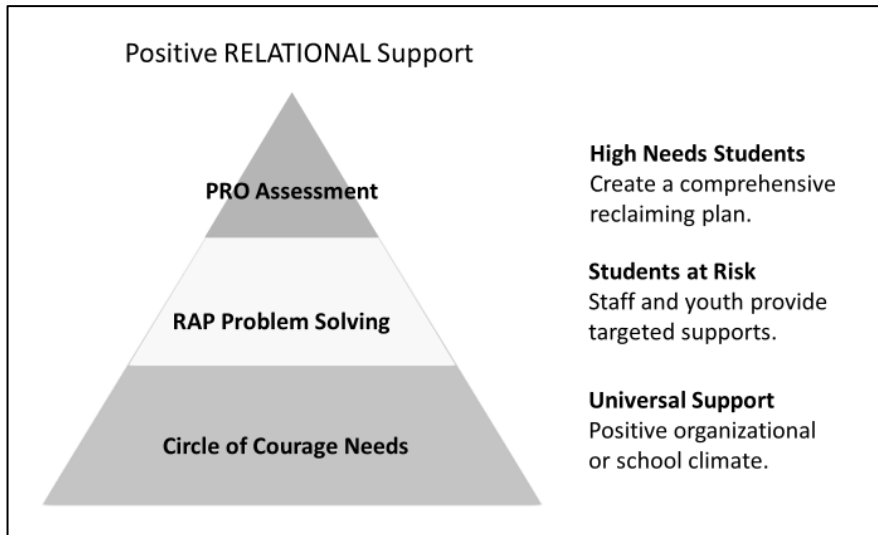 Positive RELATIONAL Support
PRO Assessment
High Needs Students
Create a comprehensive
reclaiming plan.
RAP Problem Solving
Students at Risk
Staff and youth provide
targeted supports.
Circle of Courage Needs
Universal Support
Positive organizational
or school climate.